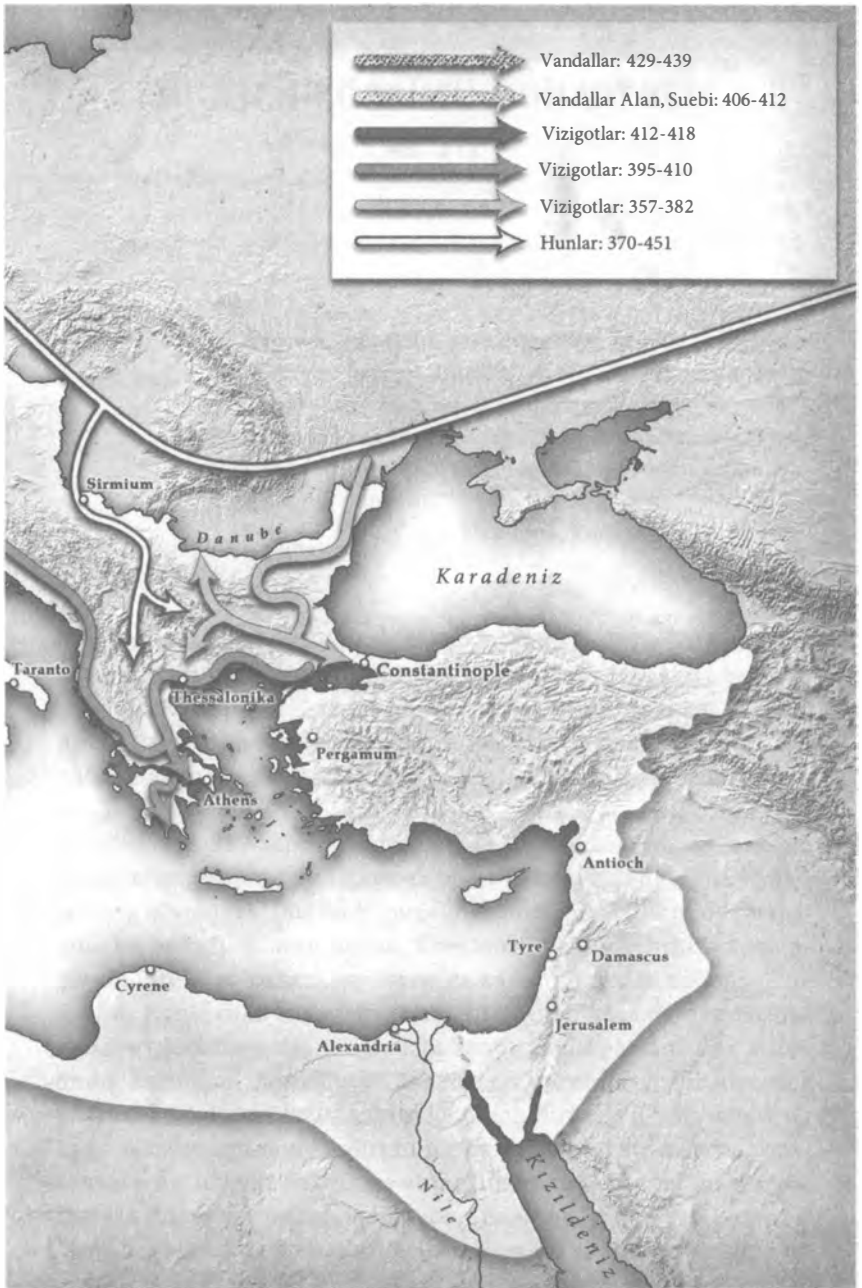 Vandallar: 429-439
Vandallar Alan, Suebi: 406-412
Vizigotlar: 412-418
Vizigotlar: 395-410
Vizigotlar: 357-382
Hunlar: 370-451
Sirmium
Danube
Karadeniz
Taranto
Constantinople
Thessalonika
Pergamum
Athens
Antioch
Tyre
Damascus
Cyrene
Jerusalem
Alexandria
Nile
Kızıldeniz